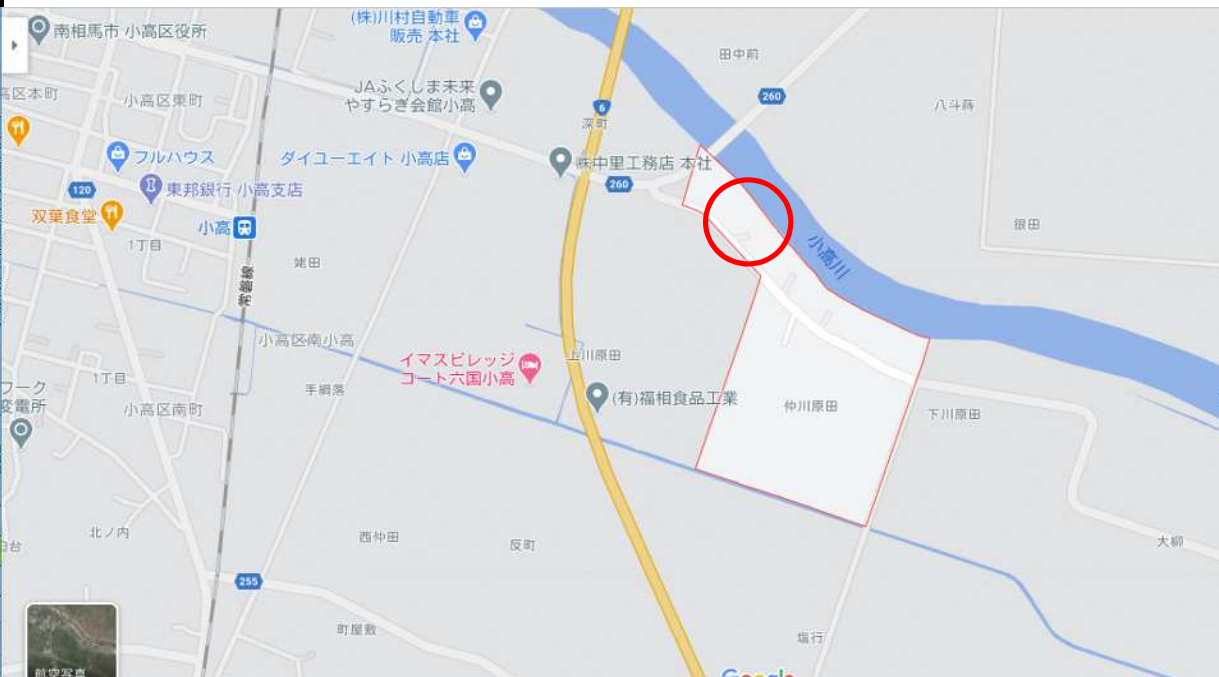 南相馬市 小高区役所
(株)川村自動車
販売 本社
田中前
JAふくしま未来
やすらぎ会館小高
高区本町
小高区東町
6
深町
260
八斗蒔
フルハウス
ダイユーエイト 小高店
㈱中里工務店 本社
120
東邦銀行 小高支店
260
双葉食堂
小高
1丁目
銀田
姥田
小高川
常磐線
小高区南小高
イマスビレッジ
コート六国小高
上川原田
1丁目
手綱落
ワーク
変電所
小高区南町
(有)福相食品工業
仲川原田
下川原田
北ノ内
西仲田
反町
大柳
255
町屋敷
塩行
航空写真
Google